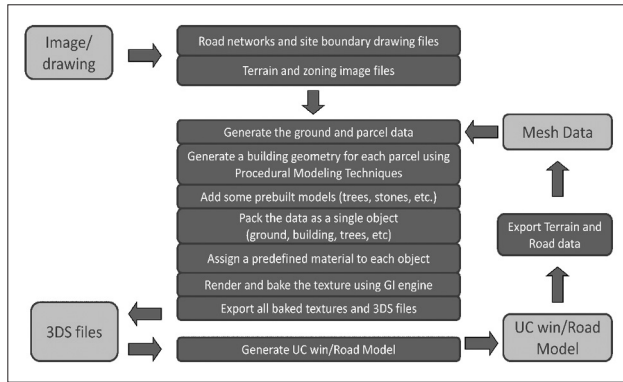 Image/
drawing
Road networks and site boundary drawing files
Terrain and zoning image files
Generate the ground and parcel data
Mesh Data
Generate a building geometry for each parcel using
Procedural Modeling Techniques
Add some prebuilt models (trees, stones, etc.)
Pack the data as a single object
(ground, building, trees, etc)
Export Terrain and
Road data
Assign a predefined material to each object
Render and bake the texture using GI engine
Export all baked textures and 3DS files
3DS files
Generate UC win/Road Model
UC win/Road
Model